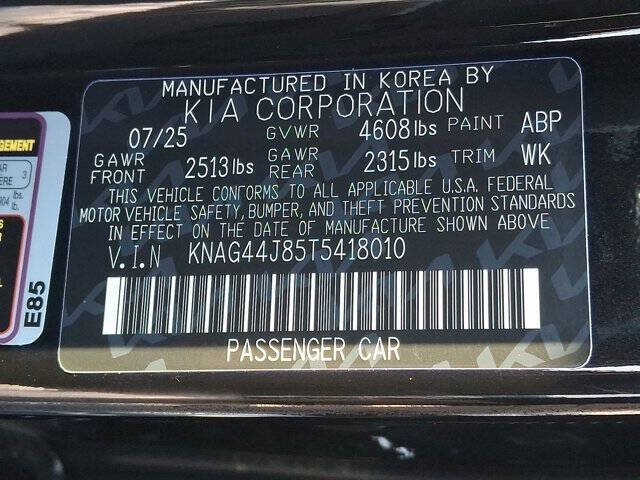 MANUFACTURED IN KOREA BY
KIA CORPORATION
07/25 GVWR 4608 lbs PAINT ABP
GAWR FRONT 2513 lbs GAWR REAR 2315 lbs TRIM WK
THIS VEHICLE CONFORMS TO ALL APPLICABLE U.S.A. FEDERAL
MOTOR VEHICLE SAFETY, BUMPER, AND THEFT PREVENTION STANDARDS
IN EFFECT ON THE DATE OF MANUFACTURE SHOWN ABOVE
V.I.N KNAG44J85T5418010
PASSENGER CAR
3
lbs.
E85